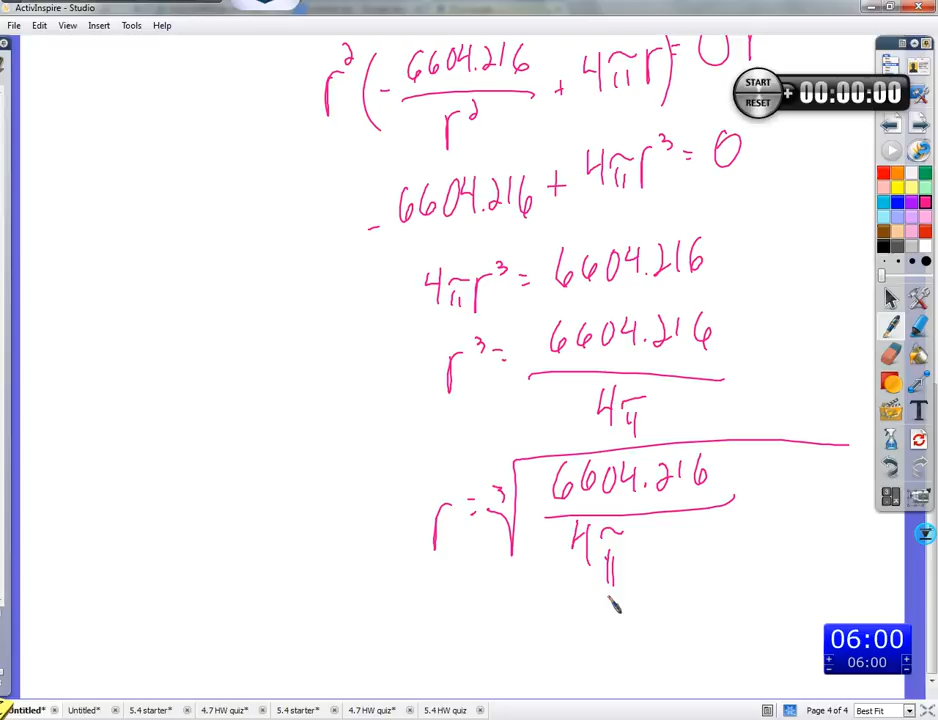 ActivInspire - Studio
File Edit View Insert Tools
r²(-6604.216/r² + 4πr) = 0 r
START
RESET
00:00:00
-6604.216 + 4πr³ = 0
4πr³ = 6604.216
r³ = 6604.216/4π
r = ³√(6604.216/4π)
06:00
06:00
Untitled* Untitled* 5.4 starter* 4.7 HW quiz* 5.4 starter* 4.7 HW quiz* 5.4 HW quiz Page 4 of 4 Best Fit